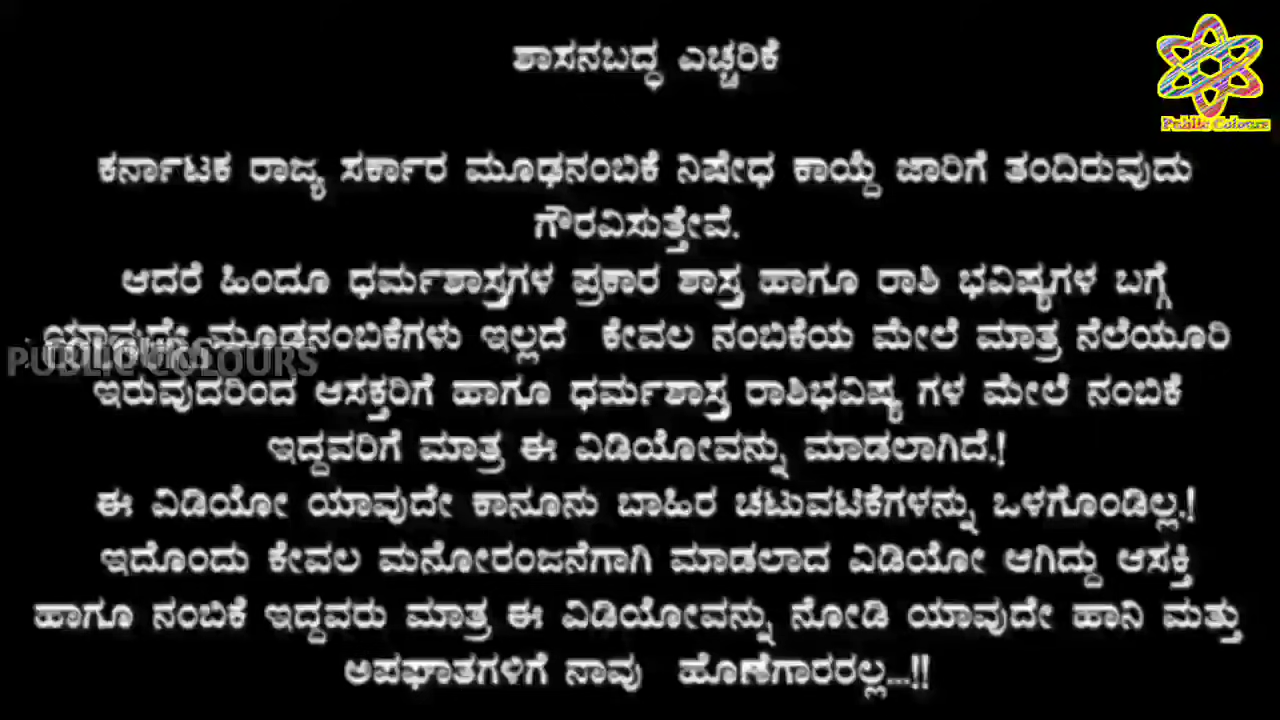 ಶಾಸನಬದ್ಧ ಎಚ್ಚರಿಕೆ
Public Colours
ಕರ್ನಾಟಕ ರಾಜ್ಯ ಸರ್ಕಾರ ಮೂಢನಂಬಿಕೆ ನಿಷೇಧ ಕಾಯ್ದೆ ಜಾರಿಗೆ ತಂದಿರುವುದು
ಗೌರವಿಸುತ್ತೇವೆ.
ಆದರೆ ಹಿಂದೂ ಧರ್ಮಶಾಸ್ತ್ರಗಳ ಪ್ರಕಾರ ಶಾಸ್ತ್ರ ಹಾಗೂ ರಾಶಿ ಭವಿಷ್ಯಗಳ ಬಗ್ಗೆ
ಯಾವುದೇ ಮೂಢನಂಬಿಕೆಗಳು ಇಲ್ಲದೆ ಕೇವಲ ನಂಬಿಕೆಯ ಮೇಲೆ ಮಾತ್ರ ನೆಲೆಯೂರಿ
PUBLIC COLOURS
ಇರುವುದರಿಂದ ಆಸಕ್ತರಿಗೆ ಹಾಗೂ ಧರ್ಮಶಾಸ್ತ್ರ ರಾಶಿಭವಿಷ್ಯ ಗಳ ಮೇಲೆ ನಂಬಿಕೆ
ಇದ್ದವರಿಗೆ ಮಾತ್ರ ಈ ವಿಡಿಯೋವನ್ನು ಮಾಡಲಾಗಿದೆ.!
ಈ ವಿಡಿಯೋ ಯಾವುದೇ ಕಾನೂನು ಬಾಹಿರ ಚಟುವಟಿಕೆಗಳನ್ನು ಒಳಗೊಂಡಿಲ್ಲ.!
ಇದೊಂದು ಕೇವಲ ಮನೋರಂಜನೆಗಾಗಿ ಮಾಡಲಾದ ವಿಡಿಯೋ ಆಗಿದ್ದು ಆಸಕ್ತಿ
ಹಾಗೂ ನಂಬಿಕೆ ಇದ್ದವರು ಮಾತ್ರ ಈ ವಿಡಿಯೋವನ್ನು ನೋಡಿ ಯಾವುದೇ ಹಾನಿ ಮತ್ತು
ಅಪಘಾತಗಳಿಗೆ ನಾವು ಹೊಣೆಗಾರರಲ್ಲ...!!